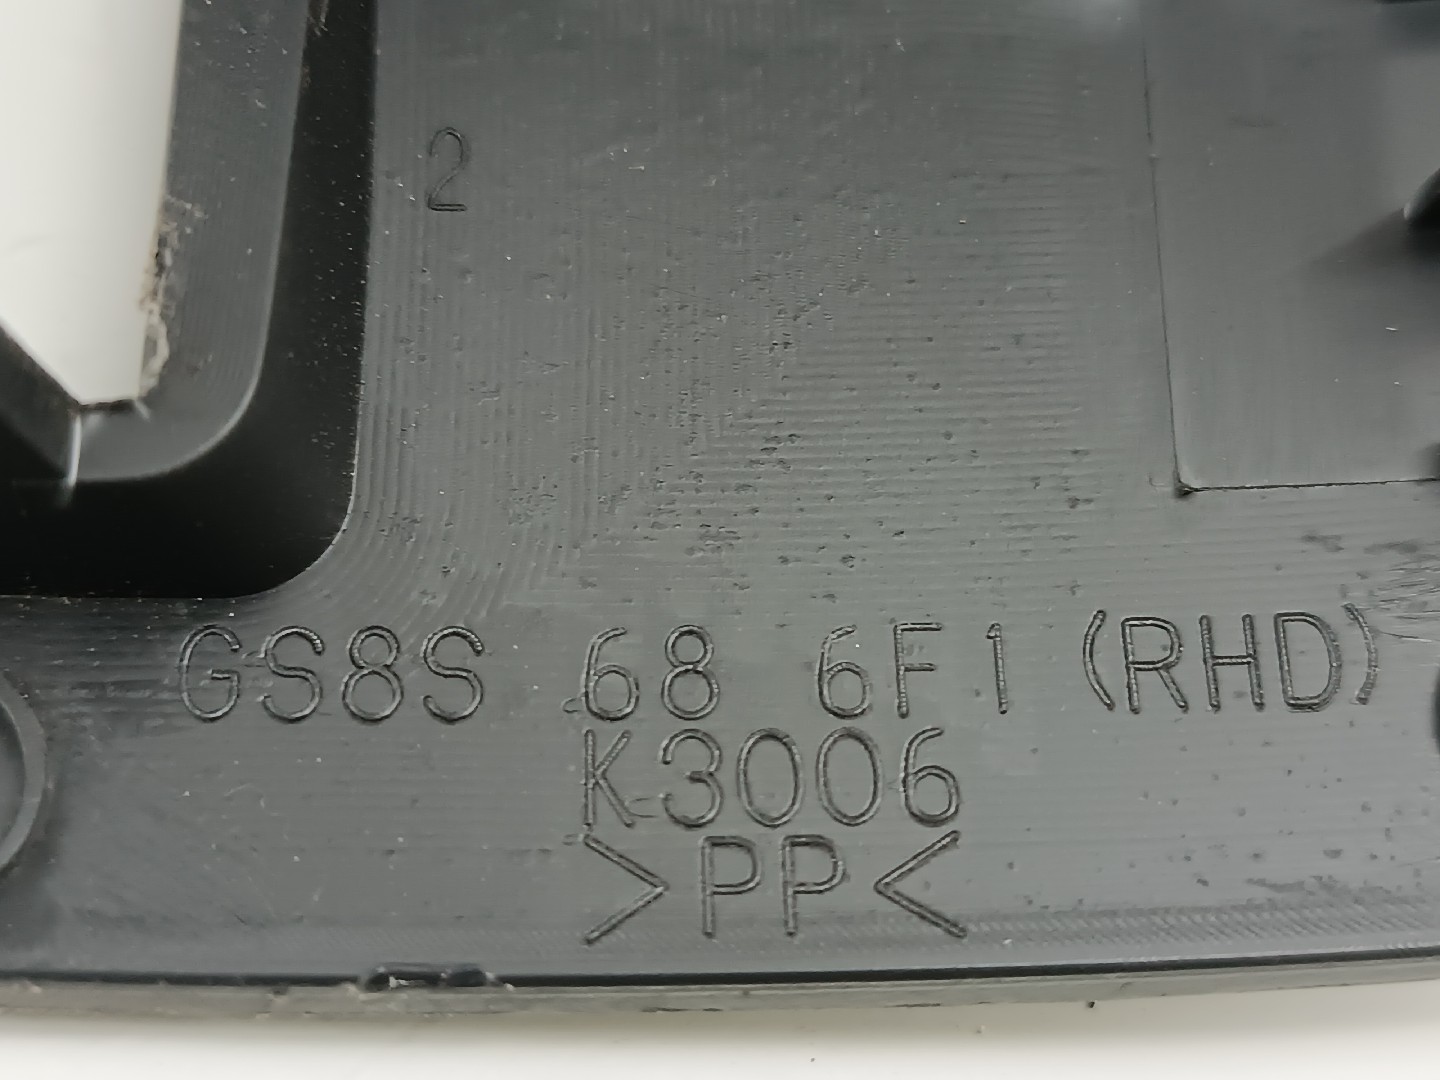 2
GS8S 68 6F1 (RHD)
K3006
>PP<